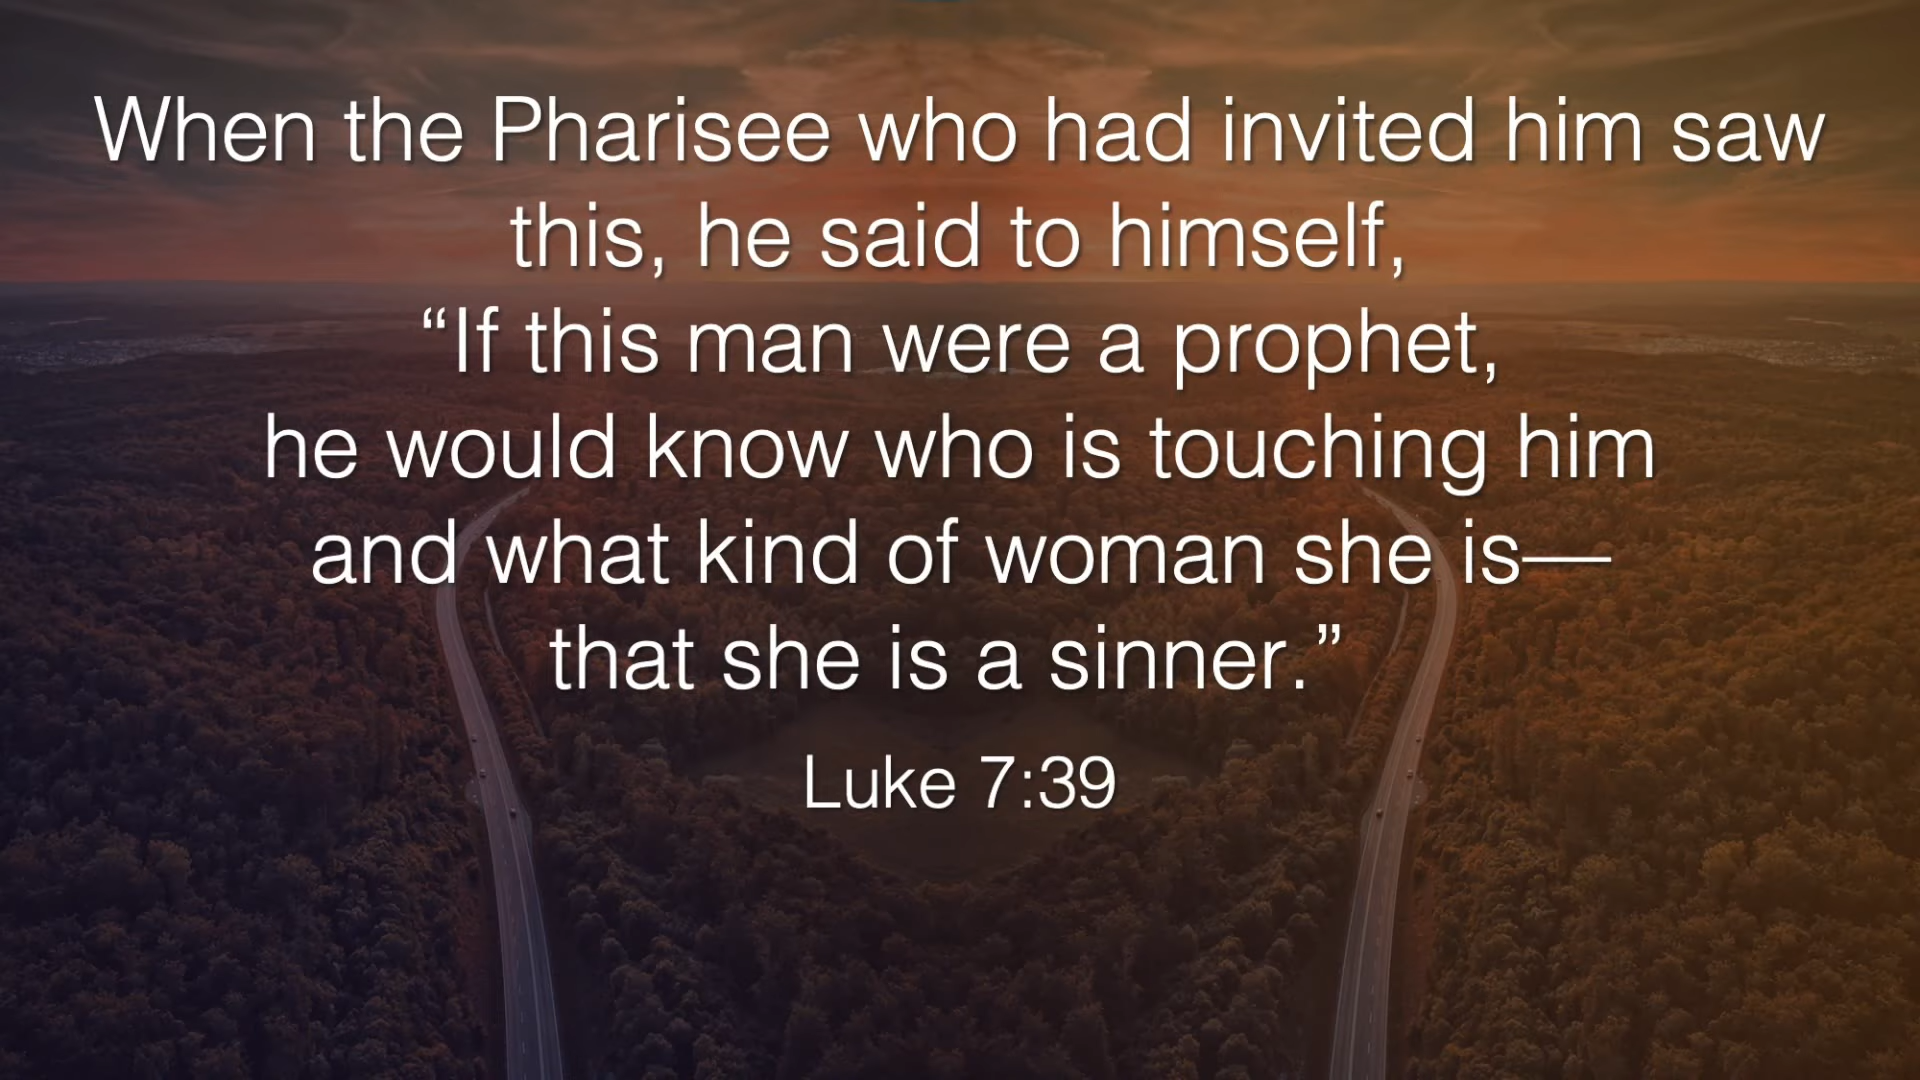 When the Pharisee who had invited him saw
this, he said to himself,
“If this man were a prophet,
he would know who is touching him
and what kind of woman she is—
that she is a sinner.”
Luke 7:39